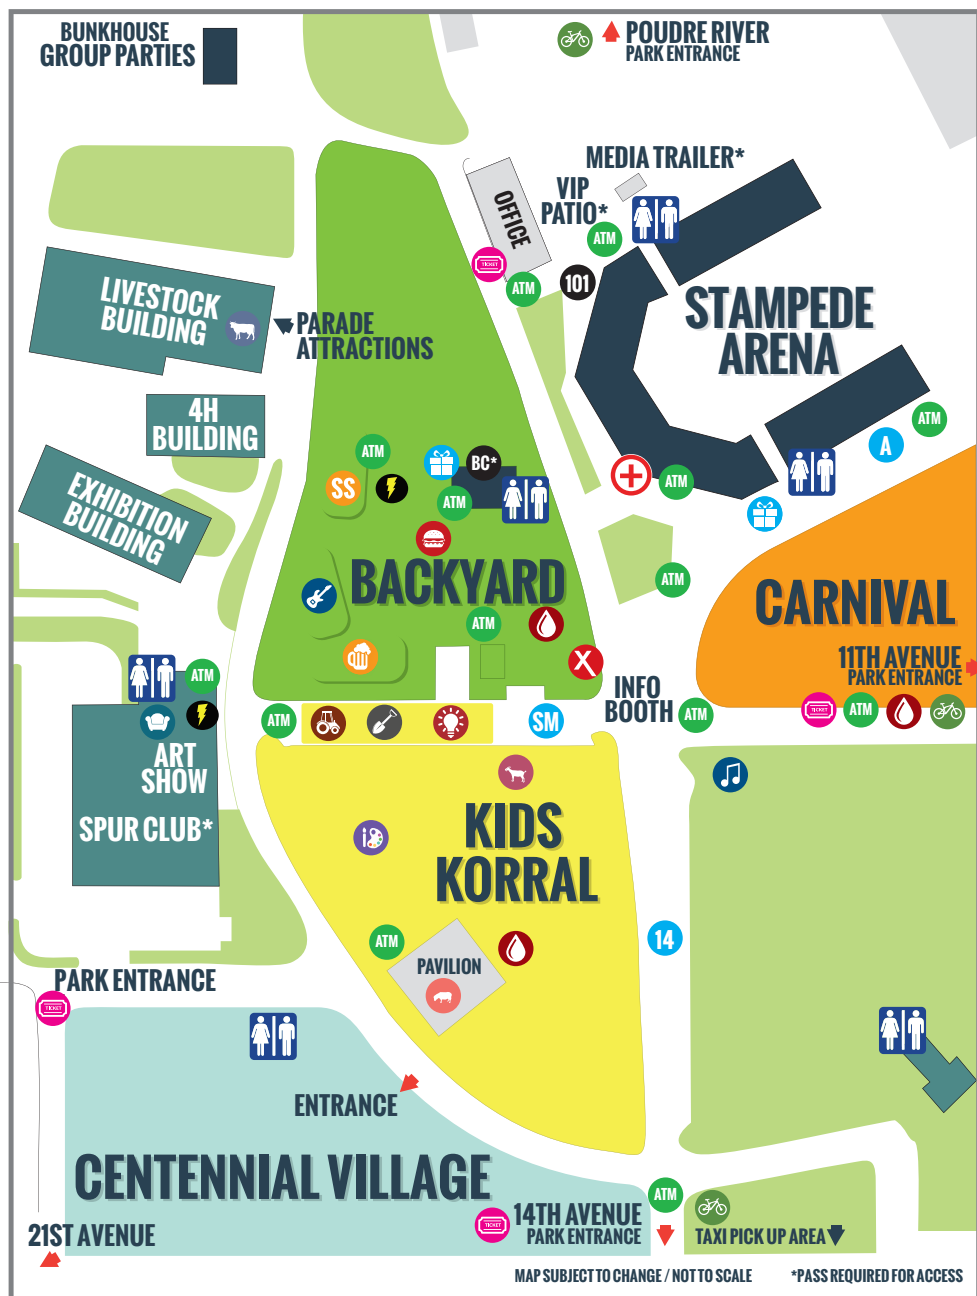 BUNKHOUSE
GROUP PARTIES
POUDRE RIVER
PARK ENTRANCE
MEDIA TRAILER*
VIP
PATIO*
OFFICE
ATM
TICKET
ATM
101
LIVESTOCK
BUILDING
PARADE
ATTRACTIONS
STAMPEDE
ARENA
4H
BUILDING
ATM
A
ATM
BC*
SS
ATM
ATM
EXHIBITION
BUILDING
BACKYARD
ATM
CARNIVAL
ATM
X
11TH AVENUE
PARK ENTRANCE
ATM
INFO
BOOTH
ATM
TICKET
ATM
ATM
SM
ART
SHOW
SPUR CLUB*
KIDS
KORRAL
ATM
14
PAVILION
PARK ENTRANCE
TICKET
ENTRANCE
CENTENNIAL VILLAGE
ATM
TICKET
14TH AVENUE
PARK ENTRANCE
21ST AVENUE
TAXI PICK UP AREA
MAP SUBJECT TO CHANGE / NOT TO SCALE
*PASS REQUIRED FOR ACCESS